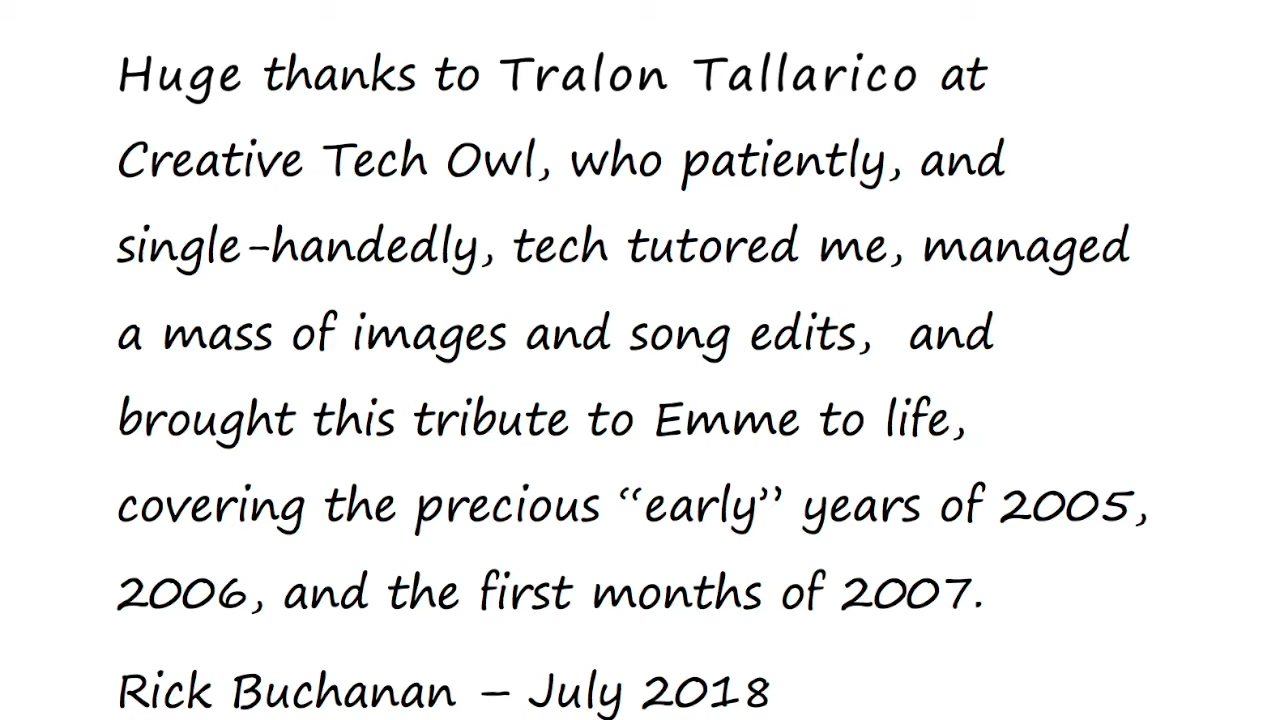 Huge thanks to Tralon Tallarico at
Creative Tech Owl, who patiently, and
single-handedly, tech tutored me, managed
a mass of images and song edits,  and
brought this tribute to Emme to life,
covering the precious “early” years of 2005,
2006, and the first months of 2007.
Rick Buchanan – July 2018